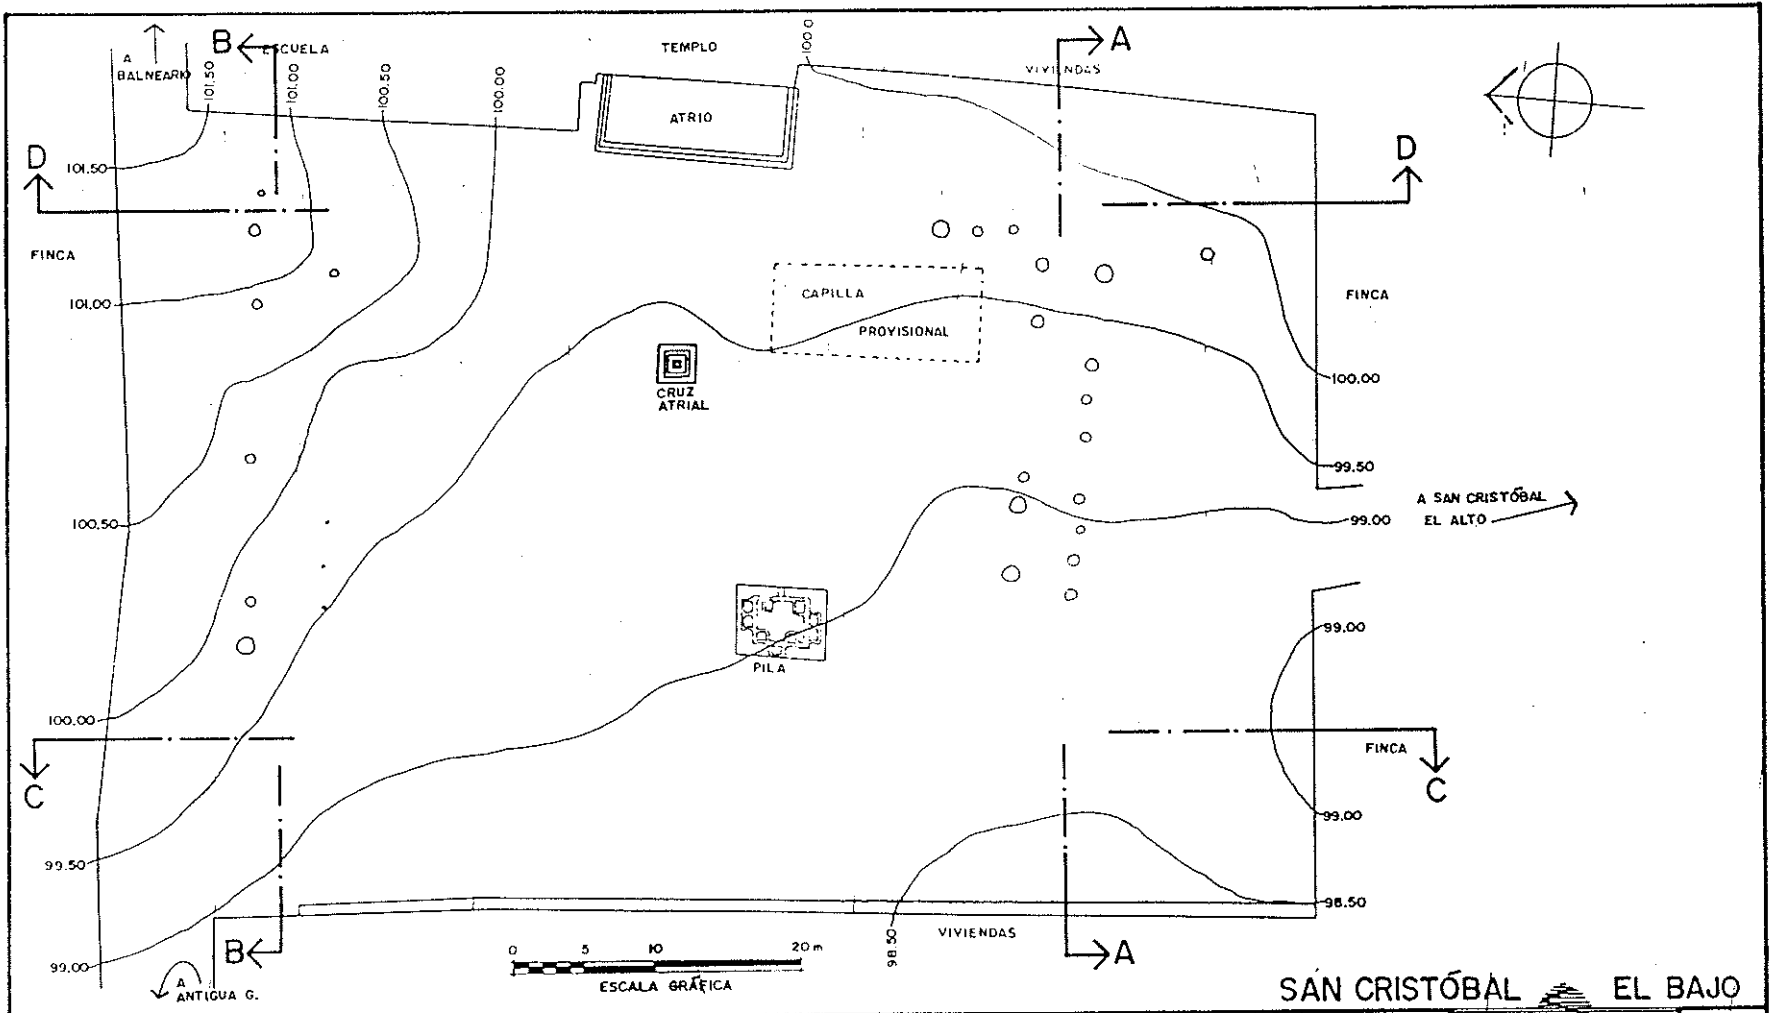 B
ESCUELA
TEMPLO
100.0
A
VIVIENDAS
A
BALNEARIO
101.50
101.00
100.50
100.00
ATRIO
D
101.50
D
FINCA
101.00
CAPILLA
PROVISIONAL
FINCA
CRUZ
ATRIAL
100.00
99.50
A SAN CRISTÓBAL
EL ALTO
100.50
99.00
99.00
PILA
100.00
FINCA
C
C
99.00
99.50
98.50
99.00
B
98.50
VIVIENDAS
A
A
ANTIGUA G.
0 5 10 20 m
ESCALA GRÁFICA
SAN CRISTÓBAL EL BAJO